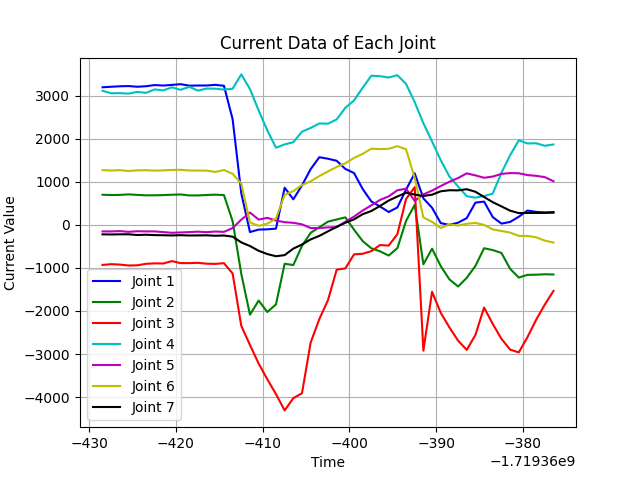 Current Data of Each Joint
Current Value
3000
2000
1000
0
−1000
−2000
−3000
−4000
Joint 1
Joint 2
Joint 3
Joint 4
Joint 5
Joint 6
Joint 7
−430 −420 −410 −400 −390 −380
Time
−1.71936e9